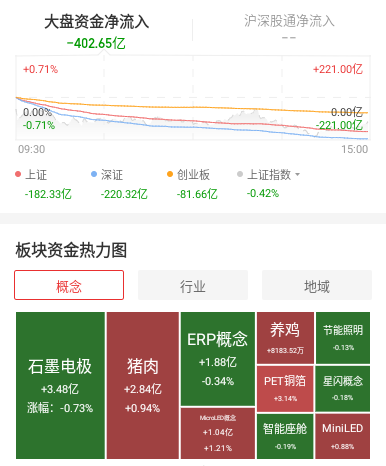 大盘资金净流入
沪深股通净流入
-402.65亿
--
+0.71%
+221.00亿
0.00%
0.00亿
-0.71%
-221.00亿
09:30
15:00
上证
深证
创业板
上证指数
-182.33亿
-220.32亿
-81.66亿
-0.42%
板块资金热力图
概念
行业
地域
石墨电极
+3.48亿
涨幅: -0.73%
猪肉
+2.84亿
+0.94%
ERP概念
+1.88亿
-0.34%
MicroLED概念
+1.04亿
+1.21%
养鸡
+8183.52万
PET铜箔
+3.14%
智能座舱
-0.19%
节能照明
-0.13%
星闪概念
-0.18%
MiniLED
+0.88%